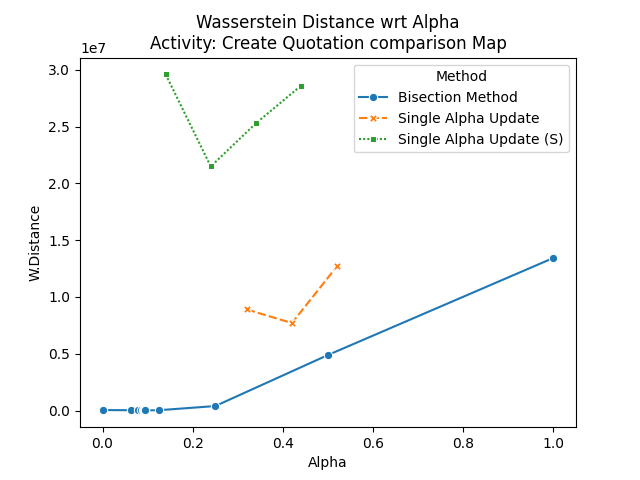 Wasserstein Distance wrt Alpha
Activity: Create Quotation comparison Map
1e7
3.0
2.5
2.0
1.5
1.0
0.5
0.0
W.Distance
Method
Bisection Method
Single Alpha Update
Single Alpha Update (S)
0.0 0.2 0.4 0.6 0.8 1.0
Alpha